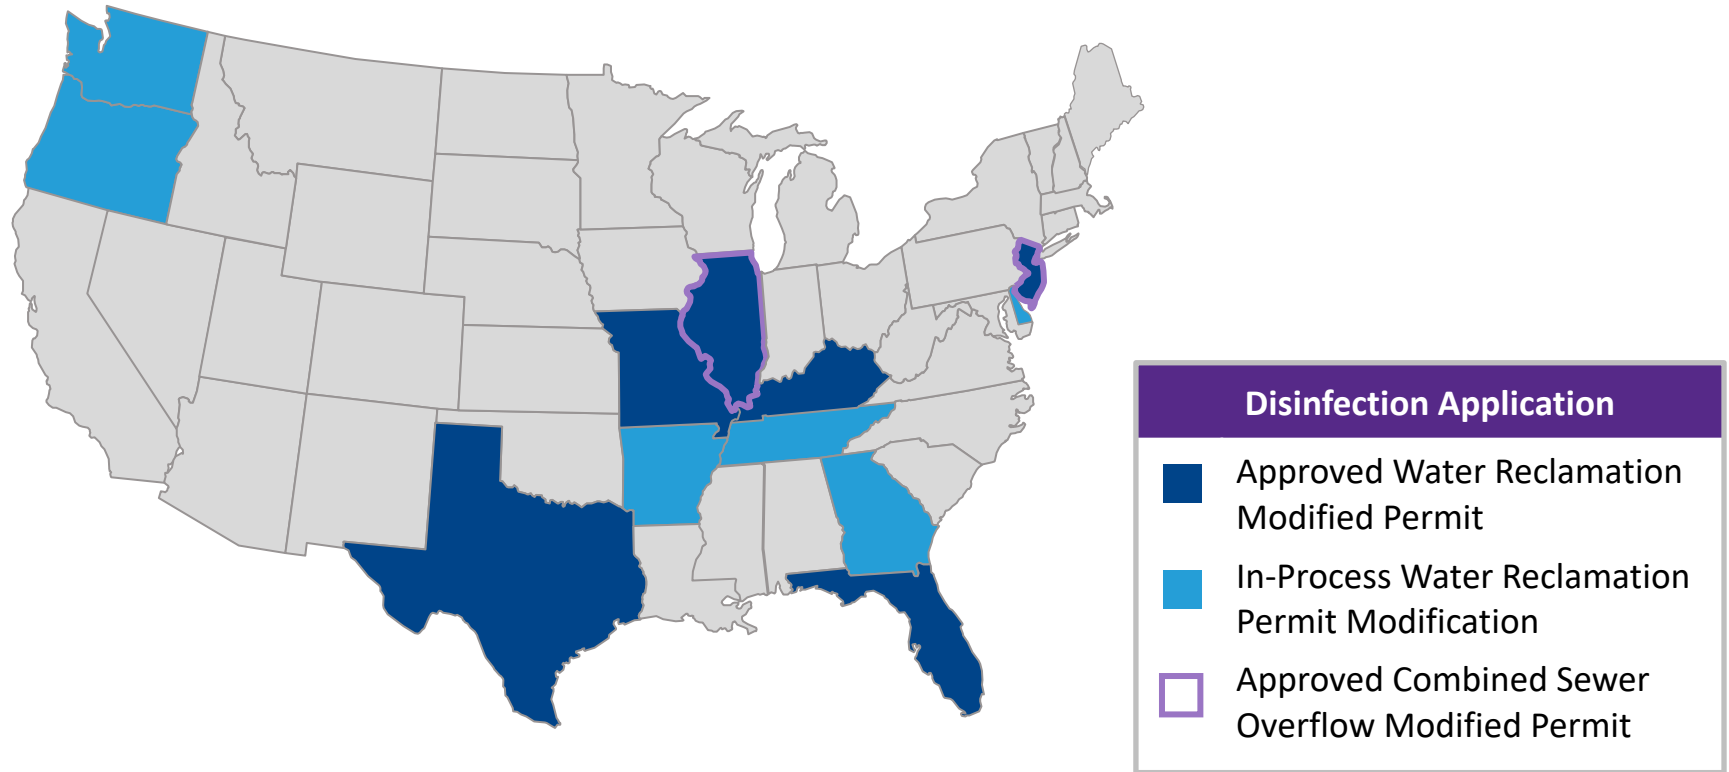 Disinfection Application
Approved Water Reclamation
Modified Permit
In-Process Water Reclamation
Permit Modification
Approved Combined Sewer
Overflow Modified Permit